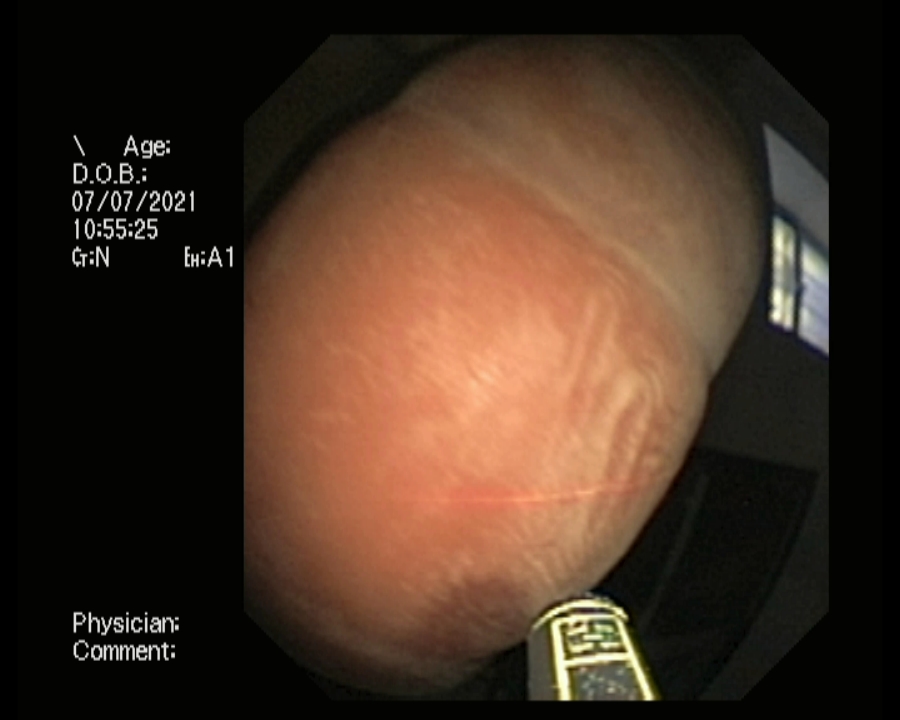 \ Age:
D.O.B.:
07/07/2021
10:55:25
Cr:N EH:A1
Physician:
Comment: